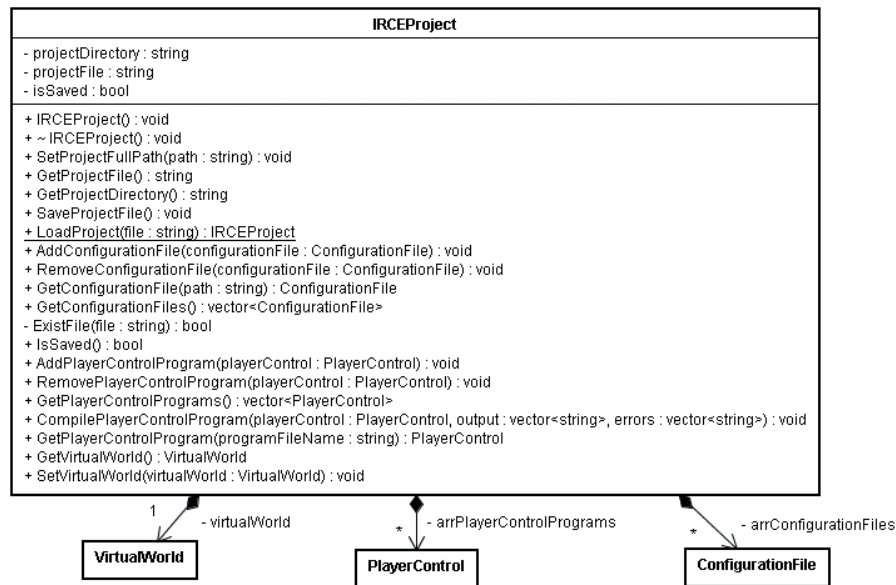 IRCEProject
- projectDirectory : string
- projectFile : string
- isSaved : bool
+ IRCEProject() : void
+ ~ IRCEProject() : void
+ SetProjectFullPath(path : string) : void
+ GetProjectFile() : string
+ GetProjectDirectory() : string
+ SaveProjectFile() : void
+ LoadProject(file : string) : IRCEProject
+ AddConfigurationFile(configurationFile : ConfigurationFile) : void
+ RemoveConfigurationFile(configurationFile : ConfigurationFile) : void
+ GetConfigurationFile(path : string) : ConfigurationFile
+ GetConfigurationFiles() : vector<ConfigurationFile>
- ExistFile(file : string) : bool
+ IsSaved() : bool
+ AddPlayerControlProgram(playerControl : PlayerControl) : void
+ RemovePlayerControlProgram(playerControl : PlayerControl) : void
+ GetPlayerControlPrograms() : vector<PlayerControl>
+ CompilePlayerControlProgram(playerControl : PlayerControl, output : vector<string>, errors : vector<string>) : void
+ GetPlayerControlProgram(programFileName : string) : PlayerControl
+ GetVirtualWorld() : VirtualWorld
+ SetVirtualWorld(virtualWorld : VirtualWorld) : void
1 - virtualWorld
* - arrPlayerControlPrograms
* - arrConfigurationFiles
VirtualWorld
PlayerControl
ConfigurationFile